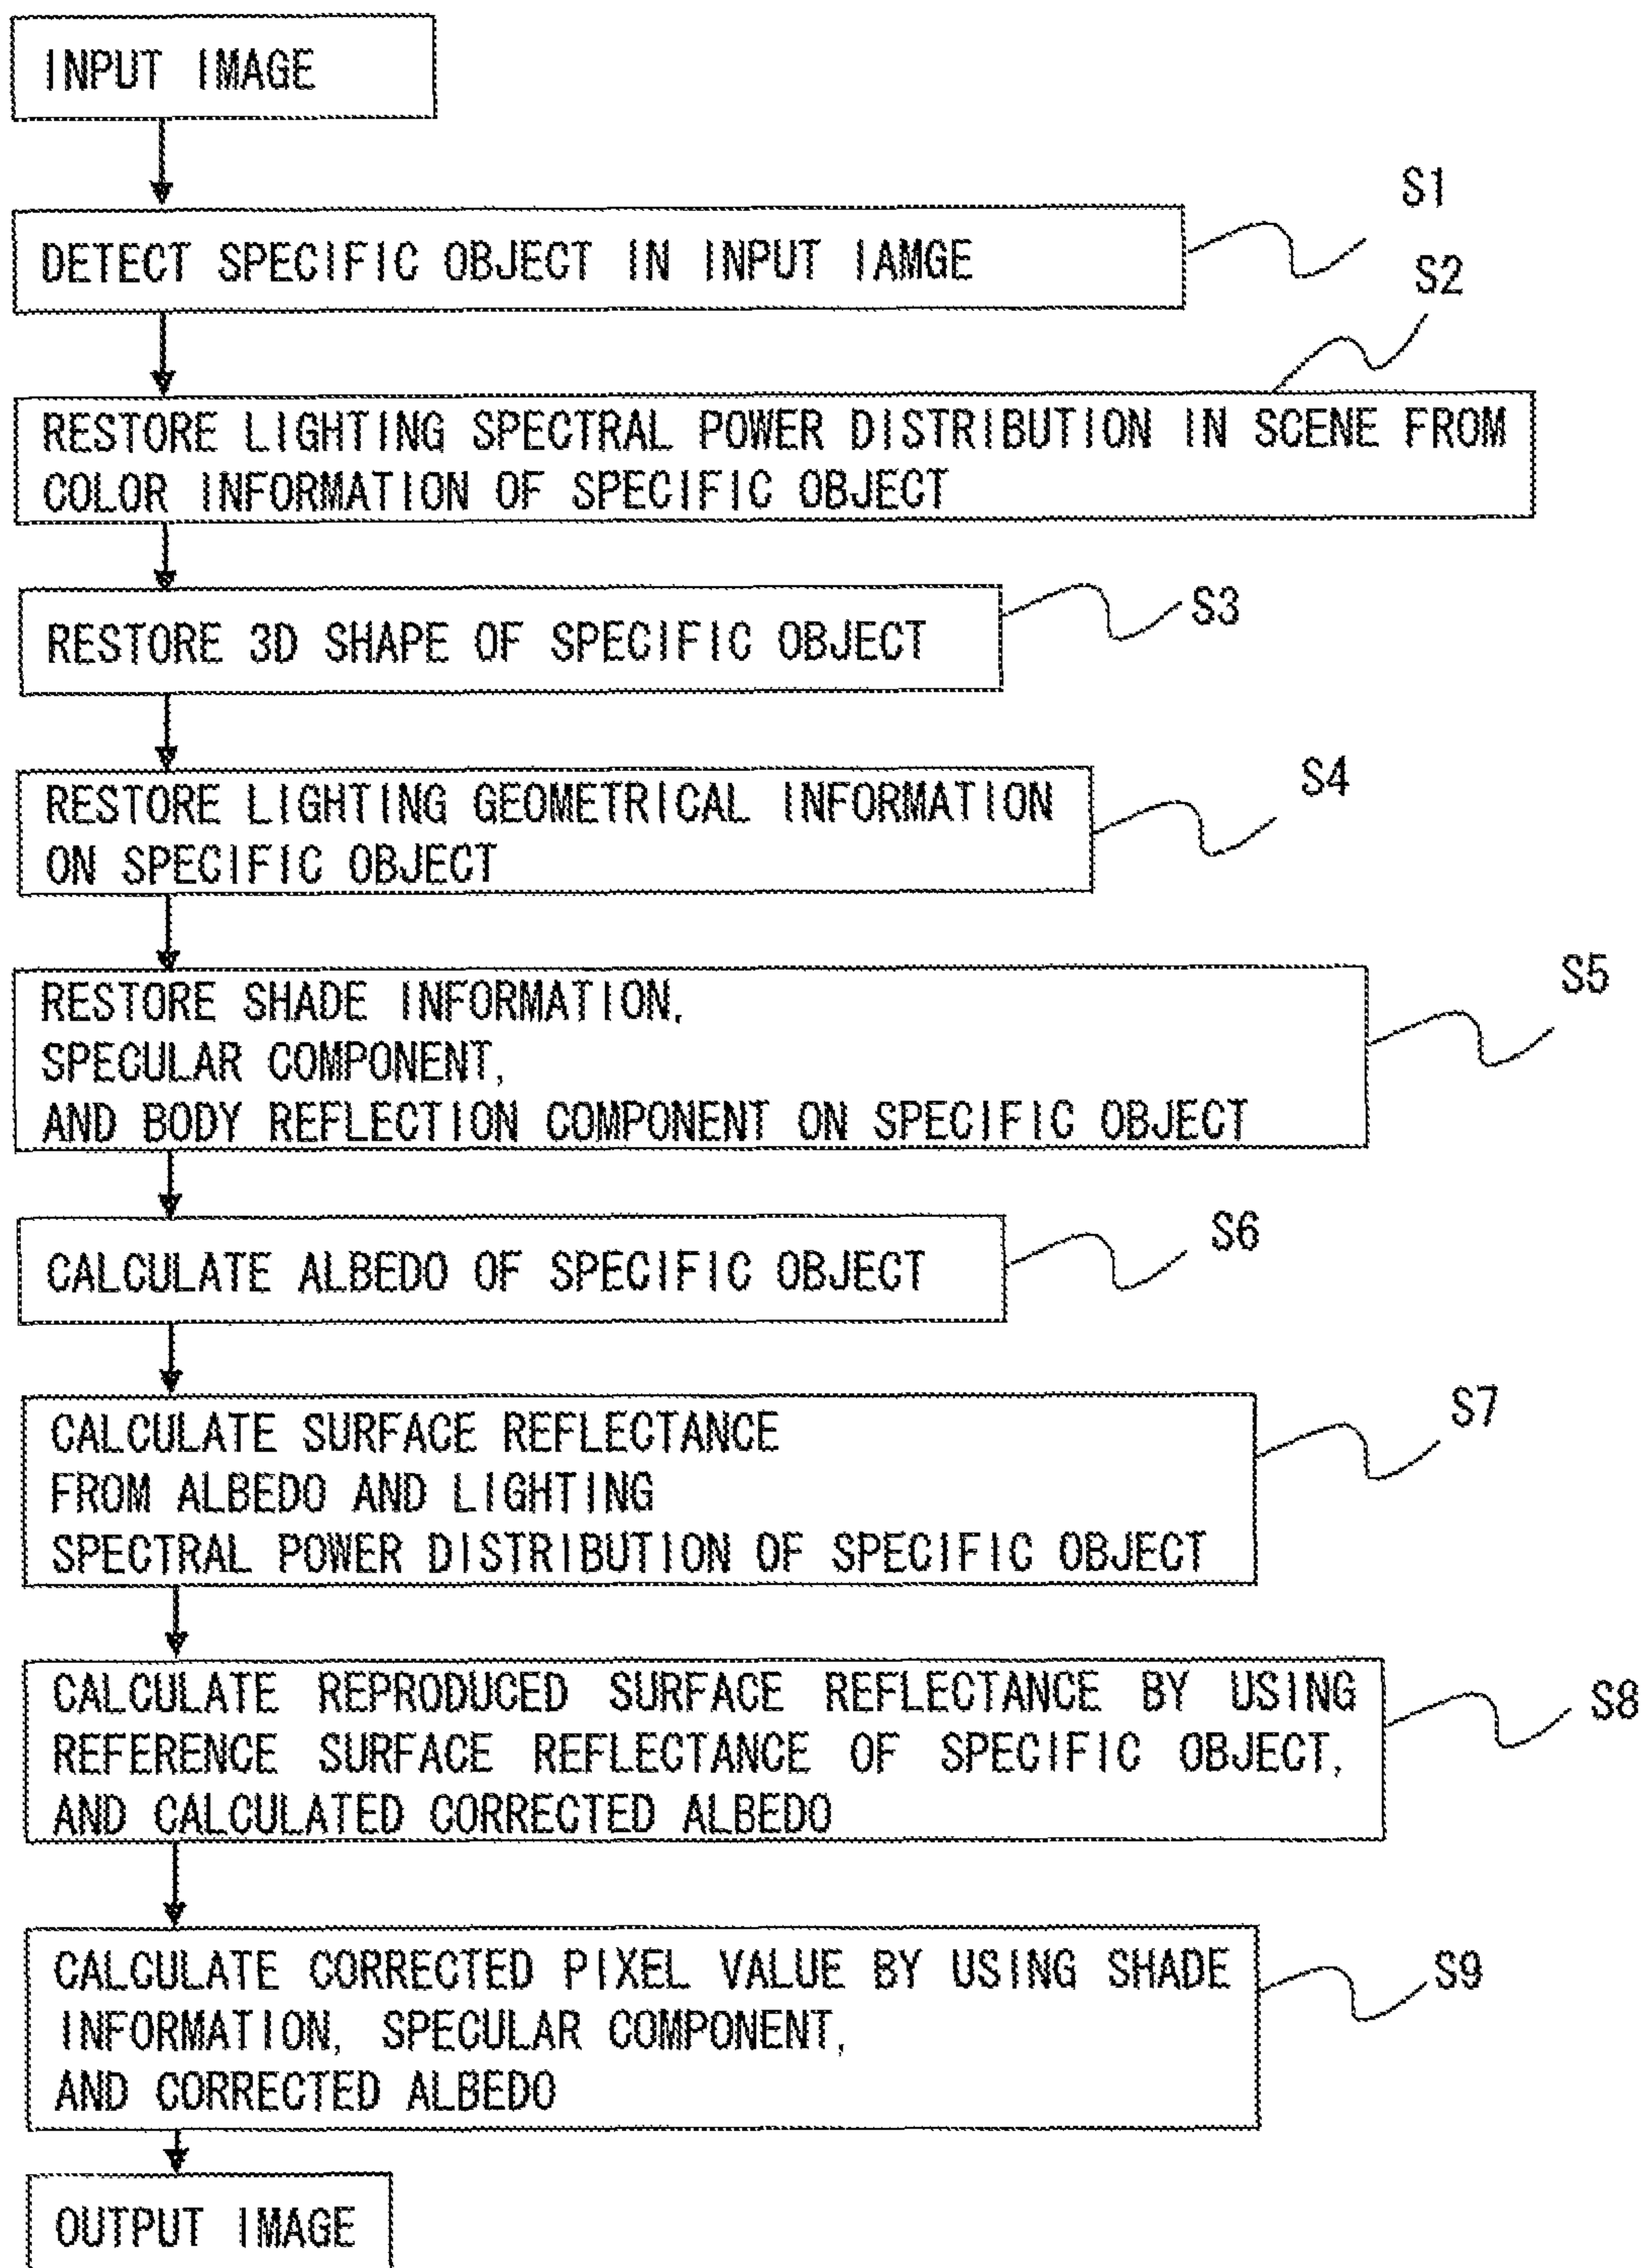 INPUT IMAGE
S1
DETECT SPECIFIC OBJECT IN INPUT IAMGE
S2
RESTORE LIGHTING SPECTRAL POWER DISTRIBUTION IN SCENE FROM
COLOR INFORMATION OF SPECIFIC OBJECT
S3
RESTORE 3D SHAPE OF SPECIFIC OBJECT
S4
RESTORE LIGHTING GEOMETRICAL INFORMATION
ON SPECIFIC OBJECT
S5
RESTORE SHADE INFORMATION,
SPECULAR COMPONENT,
AND BODY REFLECTION COMPONENT ON SPECIFIC OBJECT
S6
CALCULATE ALBEDO OF SPECIFIC OBJECT
S7
CALCULATE SURFACE REFLECTANCE
FROM ALBEDO AND LIGHTING
SPECTRAL POWER DISTRIBUTION OF SPECIFIC OBJECT
S8
CALCULATE REPRODUCED SURFACE REFLECTANCE BY USING
REFERENCE SURFACE REFLECTANCE OF SPECIFIC OBJECT,
AND CALCULATED CORRECTED ALBEDO
S9
CALCULATE CORRECTED PIXEL VALUE BY USING SHADE
INFORMATION, SPECULAR COMPONENT,
AND CORRECTED ALBEDO
OUTPUT IMAGE